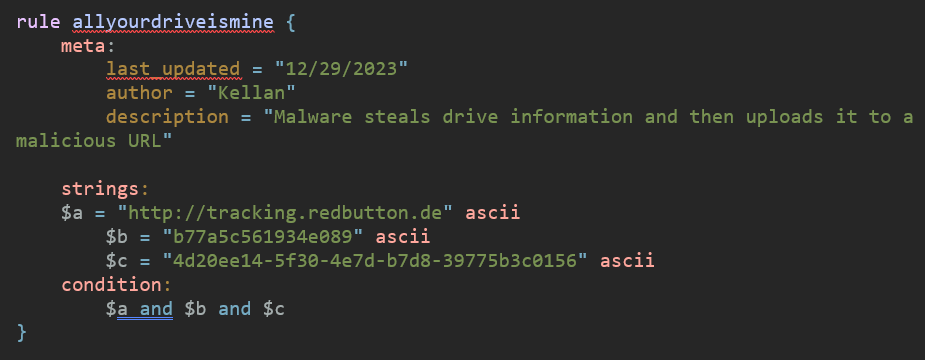 rule allyourdriveismine {
    meta:
        last_updated = "12/29/2023"
        author = "Kellan"
        description = "Malware steals drive information and then uploads it to a
malicious URL"

    strings:
    $a = "http://tracking.redbutton.de" ascii
        $b = "b77a5c561934e089" ascii
        $c = "4d20ee14-5f30-4e7d-b7d8-39775b3c0156" ascii
    condition:
        $a and $b and $c
}